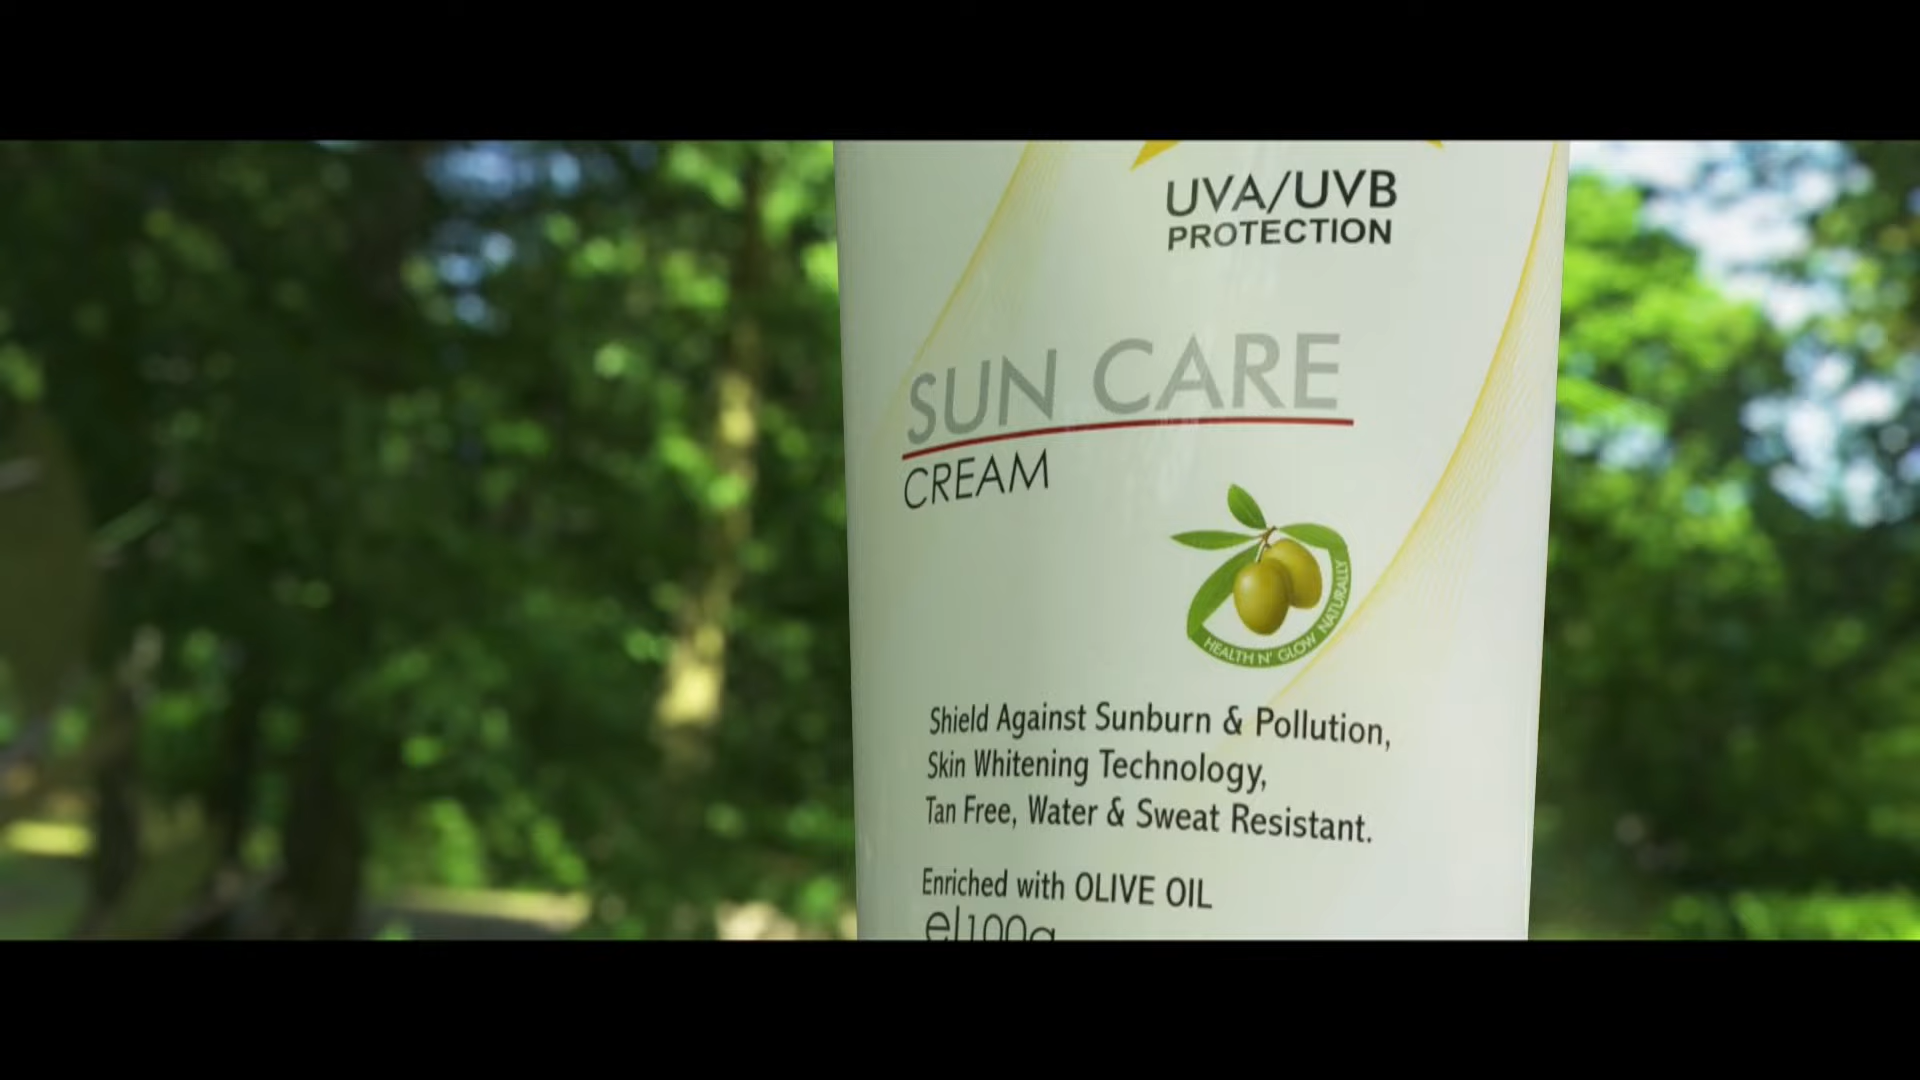 UVA/UVB
PROTECTION
SUN CARE
CREAM
HEALTH N' GLOW NATURALLY
Shield Against Sunburn & Pollution,
Skin Whitening Technology,
Tan Free, Water & Sweat Resistant.
Enriched with OLIVE OIL
e|100g